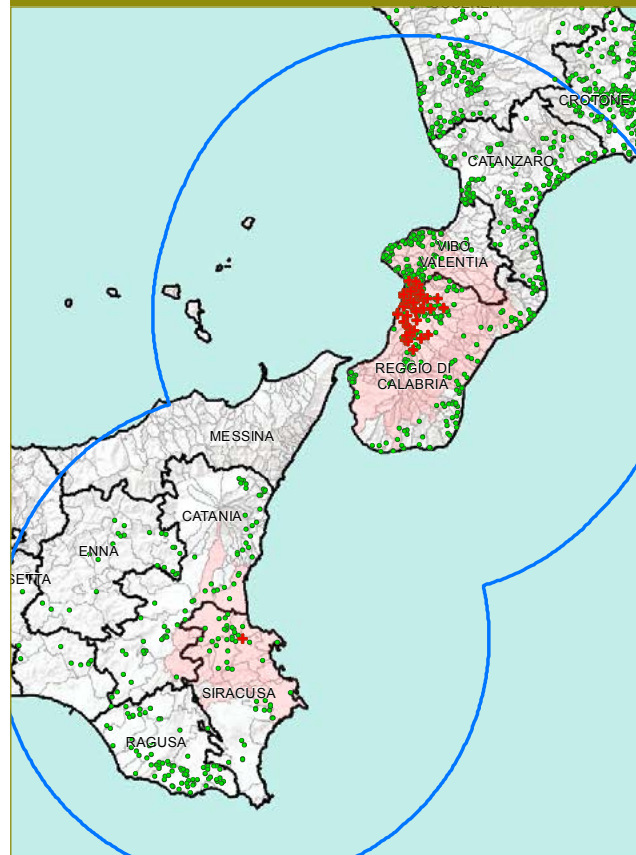 CROTONE
CATANZARO
VIBO
VALENTIA
REGGIO DI
CALABRIA
MESSINA
CATANIA
ENNA
SETTA
SIRACUSA
RAGUSA